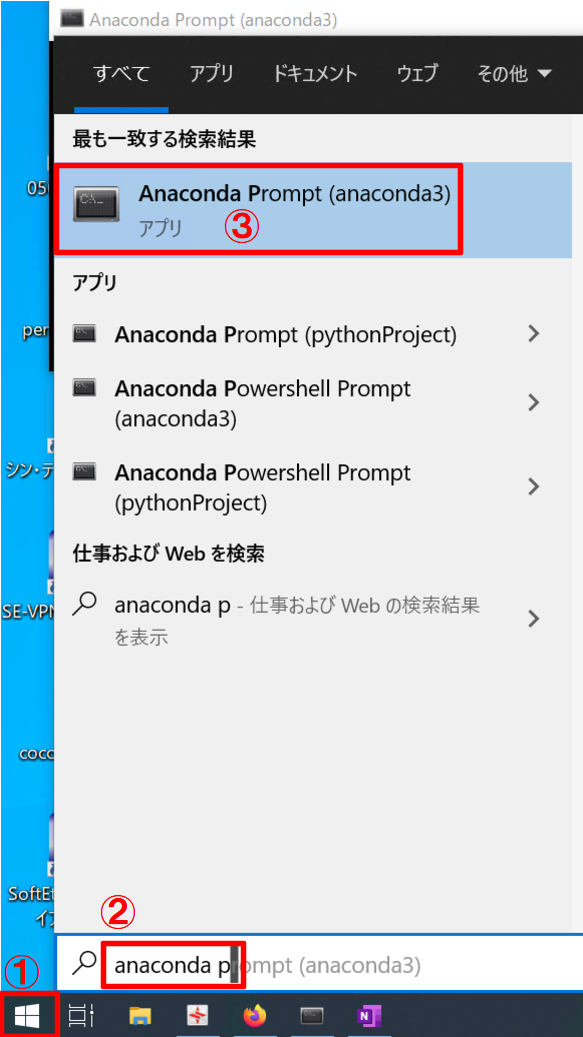 Anaconda Prompt (anaconda3)
すべて アプリ ドキュメント ウェブ その他
最も一致する検索結果
Anaconda Prompt (anaconda3)
アプリ
③
アプリ
Anaconda Prompt (pythonProject)
Anaconda Powershell Prompt
(anaconda3)
Anaconda Powershell Prompt
(pythonProject)
仕事および Web を検索
anaconda p - 仕事および Web の検索結果
を表示
050
per
シン・テ
SE-VPN
coco
SoftEt
イア
②
anaconda prompt (anaconda3)
①